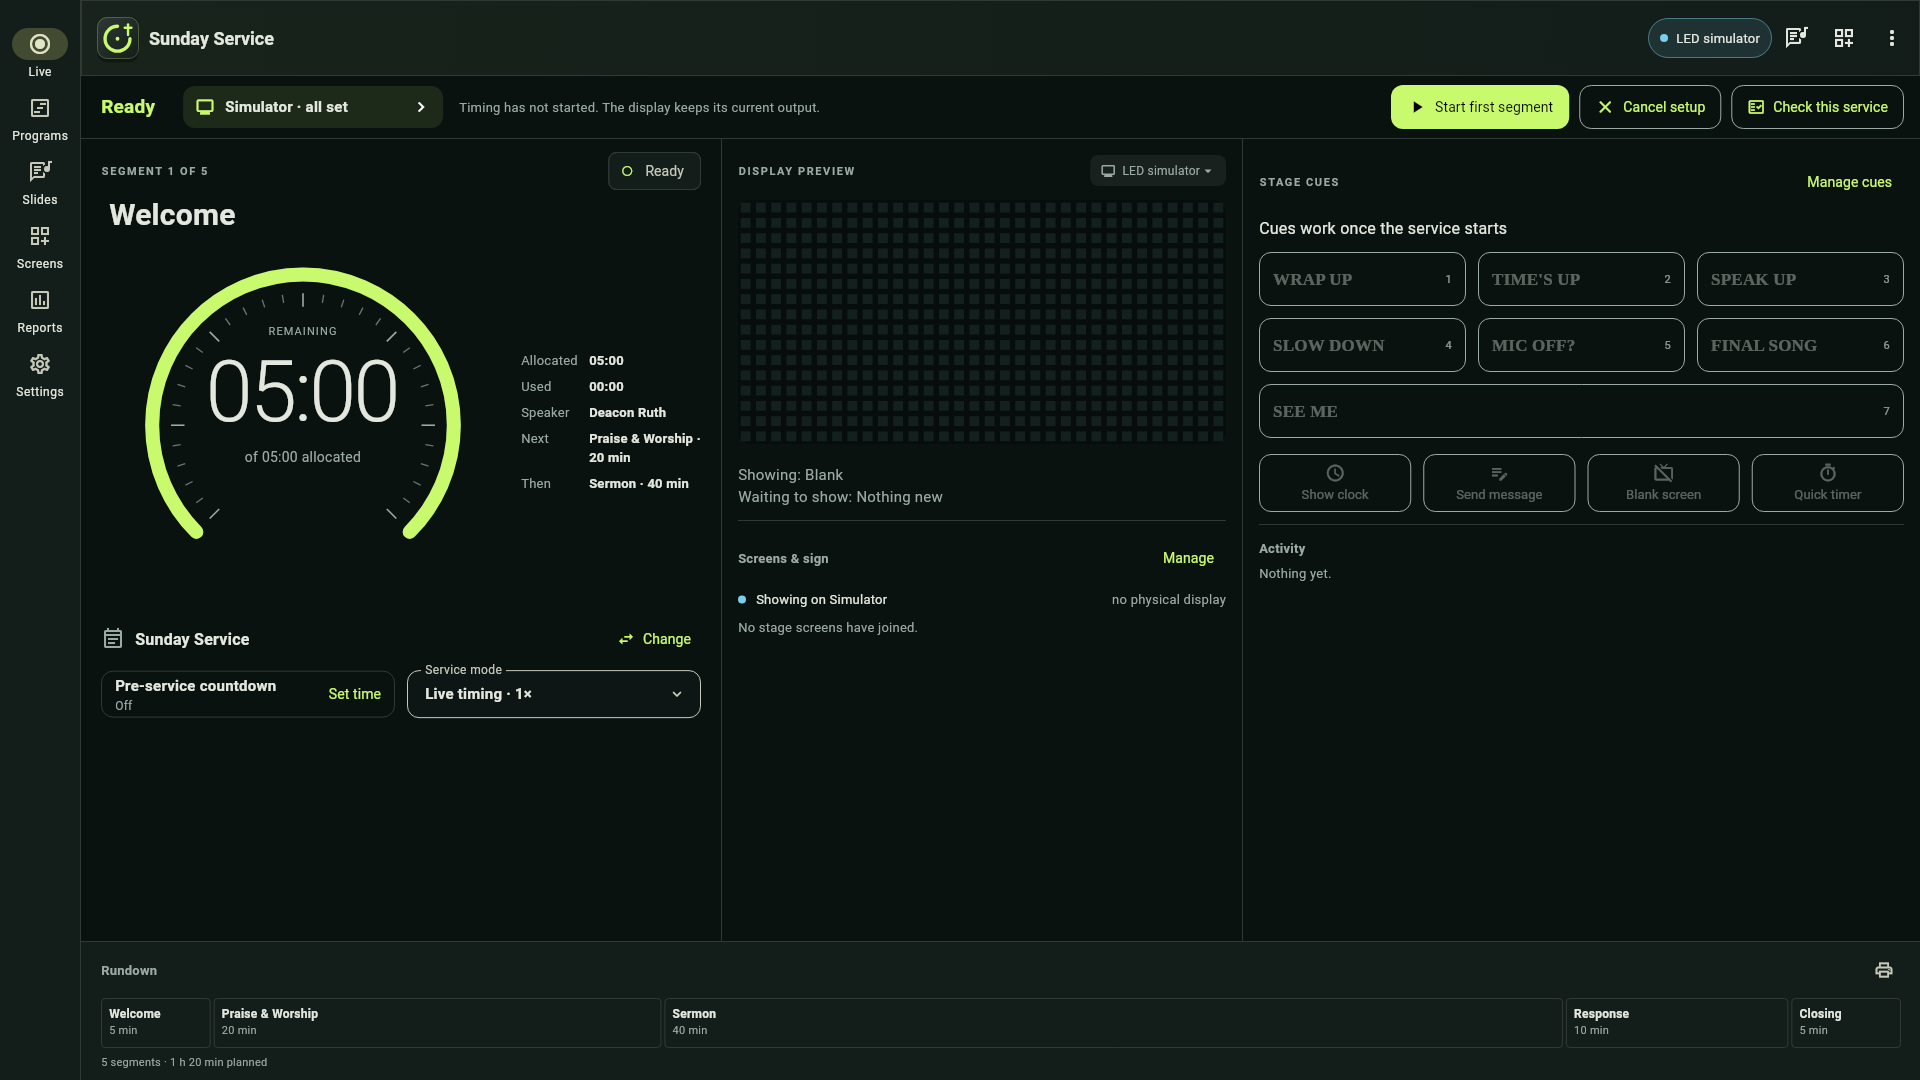 Sunday Service
LED simulator
Live
Programs
Slides
Screens
Reports
Settings
Ready
Simulator · all set
Timing has not started. The display keeps its current output.
Start first segment
Cancel setup
Check this service
SEGMENT 1 OF 5
Ready
Welcome
REMAINING
05:00
of 05:00 allocated
Allocated 05:00
Used 00:00
Speaker Deacon Ruth
Next Praise & Worship ·
20 min
Then Sermon · 40 min
Sunday Service
Change
Pre-service countdown
Off
Set time
Service mode
Live timing · 1×
DISPLAY PREVIEW
LED simulator
Showing: Blank
Waiting to show: Nothing new
Screens & sign
Manage
Showing on Simulator
no physical display
No stage screens have joined.
STAGE CUES
Manage cues
Cues work once the service starts
WRAP UP 1
TIME'S UP 2
SPEAK UP 3
SLOW DOWN 4
MIC OFF? 5
FINAL SONG 6
SEE ME 7
Show clock
Send message
Blank screen
Quick timer
Activity
Nothing yet.
Rundown
Welcome
5 min
Praise & Worship
20 min
Sermon
40 min
Response
10 min
Closing
5 min
5 segments · 1 h 20 min planned